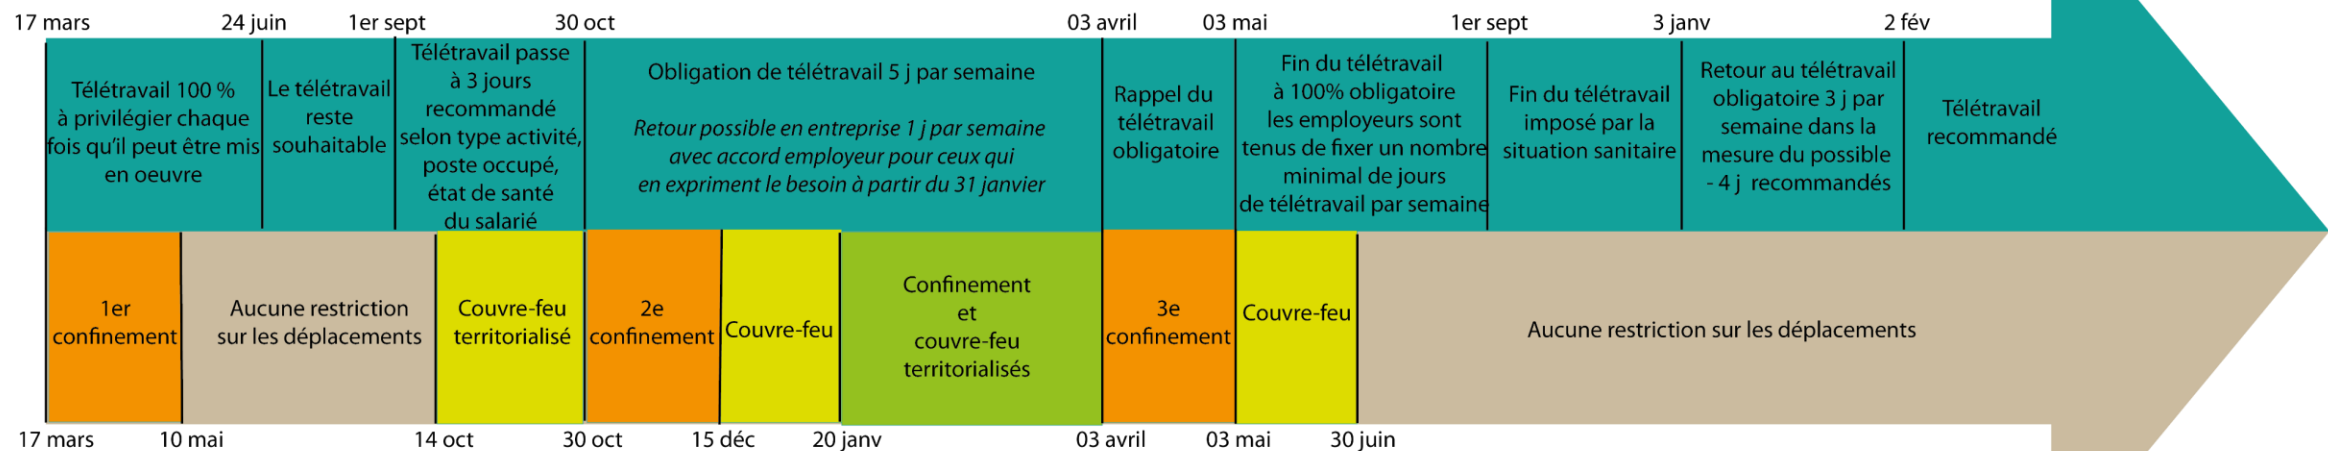 17 mars
24 juin
1er sept
30 oct
03 avril
03 mai
1er sept
3 janv
2 fév
Télétravail 100 %
à privilégier chaque
fois qu'il peut être mis
en oeuvre
Le télétravail
reste
souhaitable
Télétravail passe
à 3 jours
recommandé
selon type activité,
poste occupé,
état de santé
du salarié
Obligation de télétravail 5 j par semaine
Retour possible en entreprise 1 j par semaine
avec accord employeur pour ceux qui
en expriment le besoin à partir du 31 janvier
Rappel du
télétravail
obligatoire
Fin du télétravail
à 100% obligatoire
les employeurs sont
tenus de fixer un nombre
minimal de jours
de télétravail par semaine
Fin du télétravail
imposé par la
situation sanitaire
Retour au télétravail
obligatoire 3 j par
semaine dans la
mesure du possible
- 4 j recommandés
Télétravail
recommandé
1er
confinement
Aucune restriction
sur les déplacements
Couvre-feu
territorialisé
2e
confinement
Couvre-feu
Confinement
et
couvre-feu
territorialisés
3e
confinement
Couvre-feu
Aucune restriction sur les déplacements
17 mars
10 mai
14 oct
30 oct
15 déc
20 janv
03 avril
03 mai
30 juin